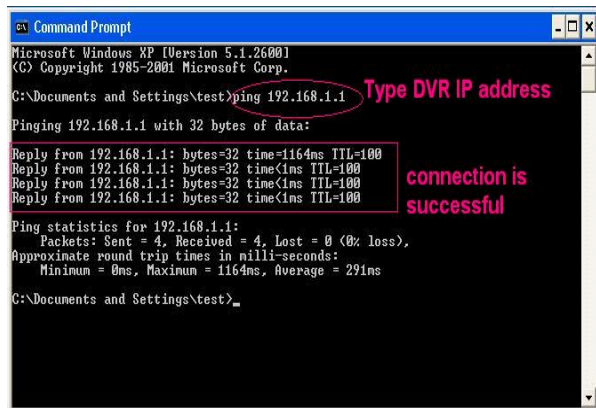 Command Prompt
Microsoft Windows XP [Version 5.1.2600]
(C) Copyright 1985-2001 Microsoft Corp.
C:\Documents and Settings\test>ping 192.168.1.1
Type DVR IP address
Pinging 192.168.1.1 with 32 bytes of data:
Reply from 192.168.1.1: bytes=32 time=1164ms TTL=100
Reply from 192.168.1.1: bytes=32 time<1ms TTL=100
Reply from 192.168.1.1: bytes=32 time<1ms TTL=100
Reply from 192.168.1.1: bytes=32 time<1ms TTL=100
connection is
successful
Ping statistics for 192.168.1.1:
Packets: Sent = 4, Received = 4, Lost = 0 (0% loss),
Approximate round trip times in milli-seconds:
Minimum = 0ms, Maximum = 1164ms, Average = 291ms
C:\Documents and Settings\test>_